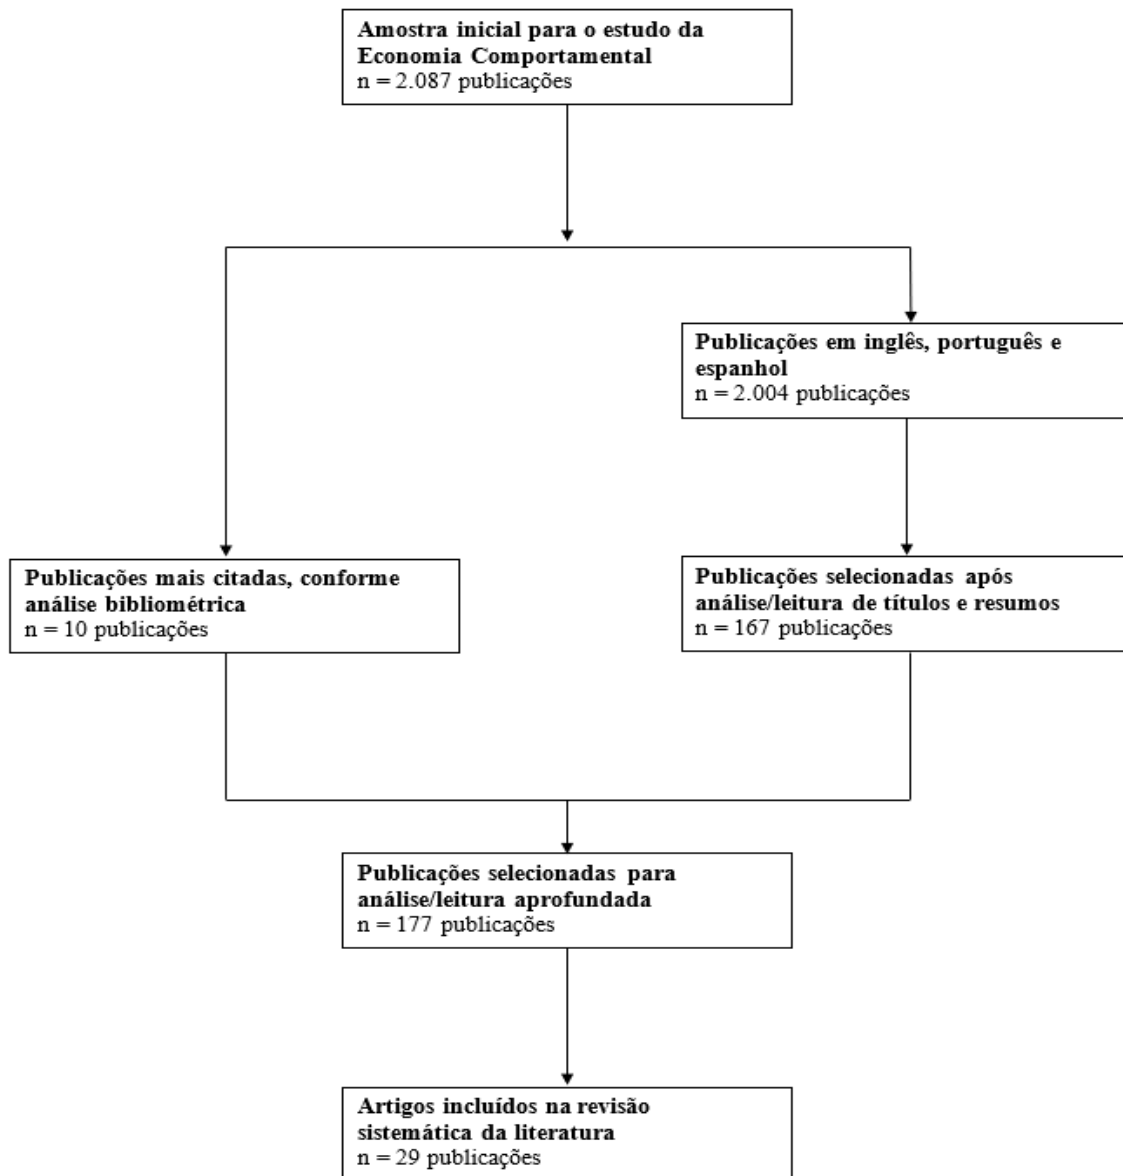 Amostra inicial para o estudo da
Economia Comportamental
n = 2.087 publicações
Publicações em inglês, português e
espanhol
n = 2.004 publicações
Publicações mais citadas, conforme
análise bibliométrica
n = 10 publicações
Publicações selecionadas após
análise/leitura de títulos e resumos
n = 167 publicações
Publicações selecionadas para
análise/leitura aprofundada
n = 177 publicações
Artigos incluídos na revisão
sistemática da literatura
n = 29 publicações